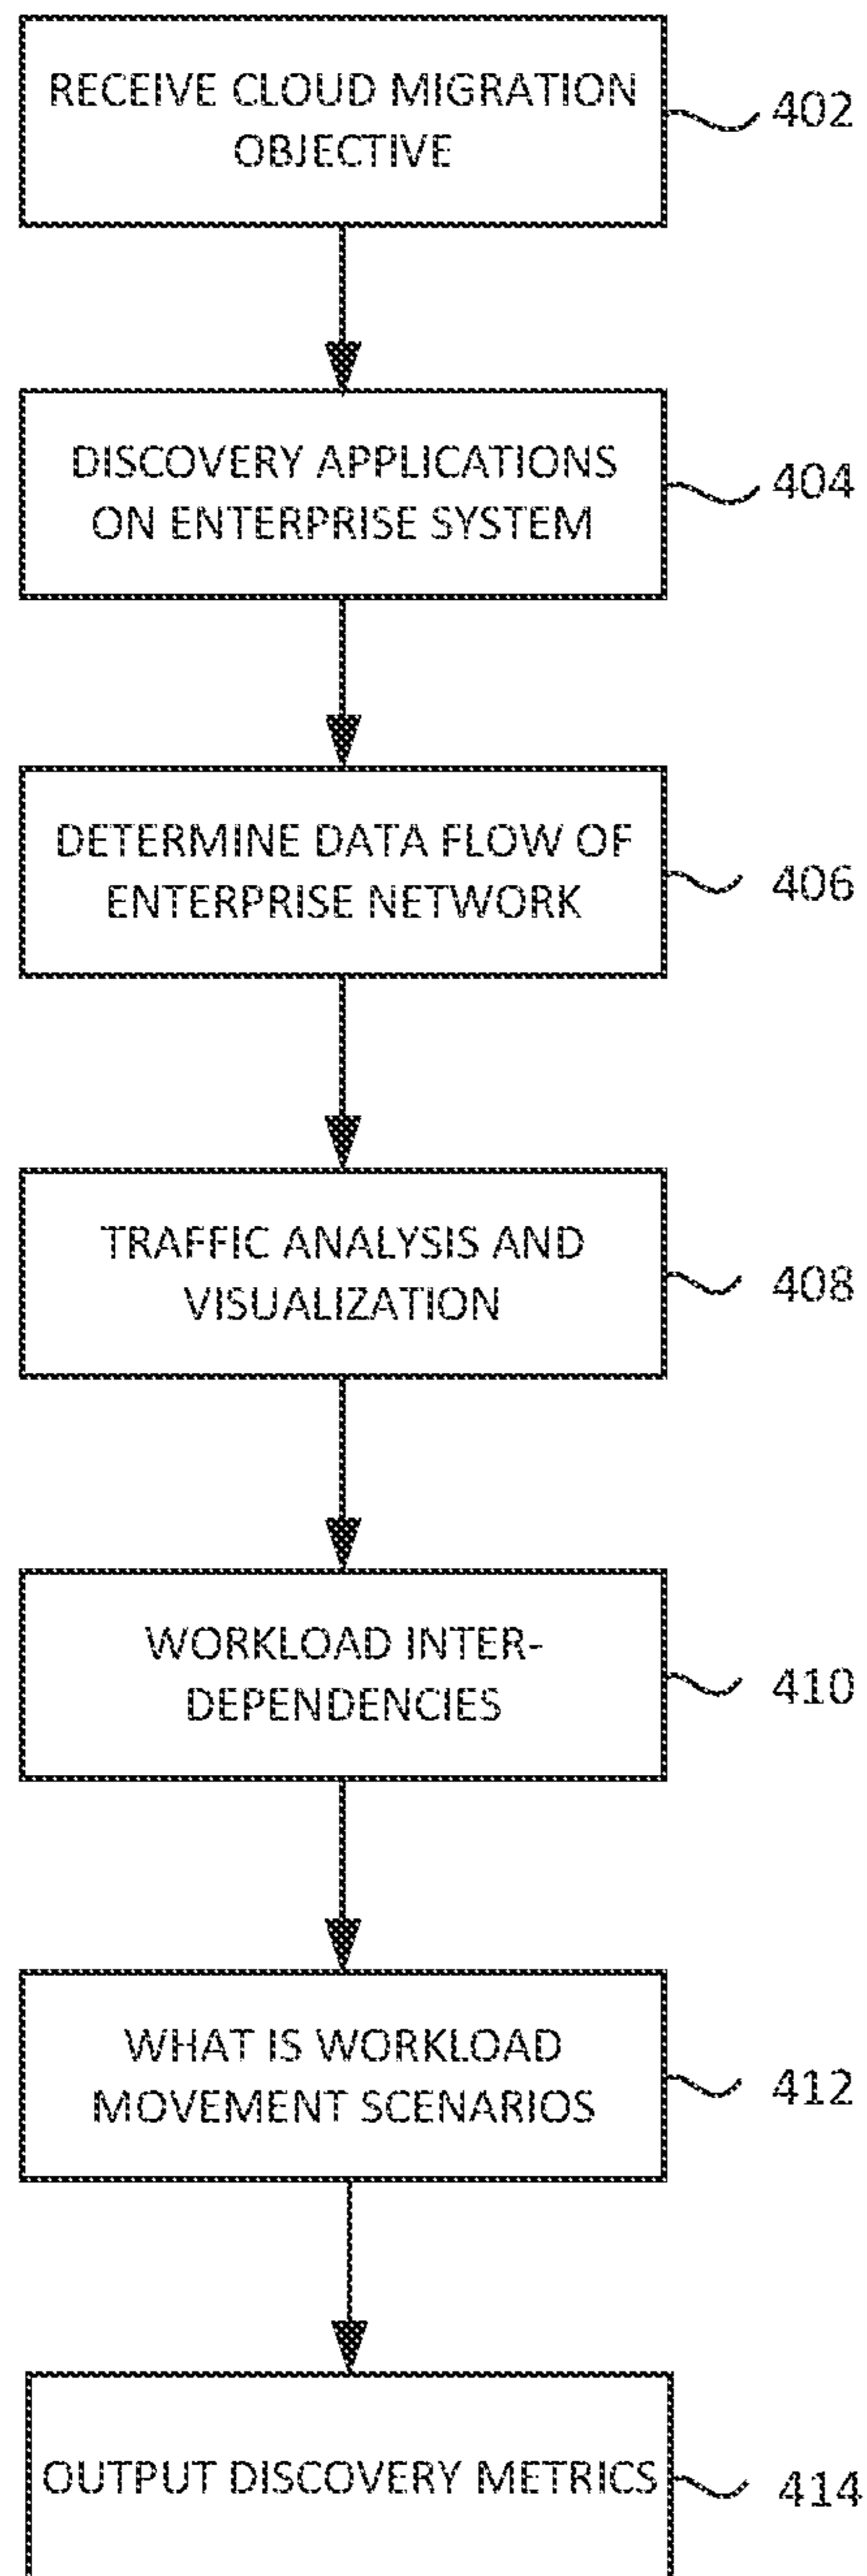 RECEIVE CLOUD MIGRATION
OBJECTIVE
402
DISCOVERY APPLICATIONS
ON ENTERPRISE SYSTEM
404
DETERMINE DATA FLOW OF
ENTERPRISE NETWORK
406
TRAFFIC ANALYSIS AND
VISUALIZATION
408
WORKLOAD INTER-
DEPENDENCIES
410
WHAT IS WORKLOAD
MOVEMENT SCENARIOS
412
OUTPUT DISCOVERY METRICS
414